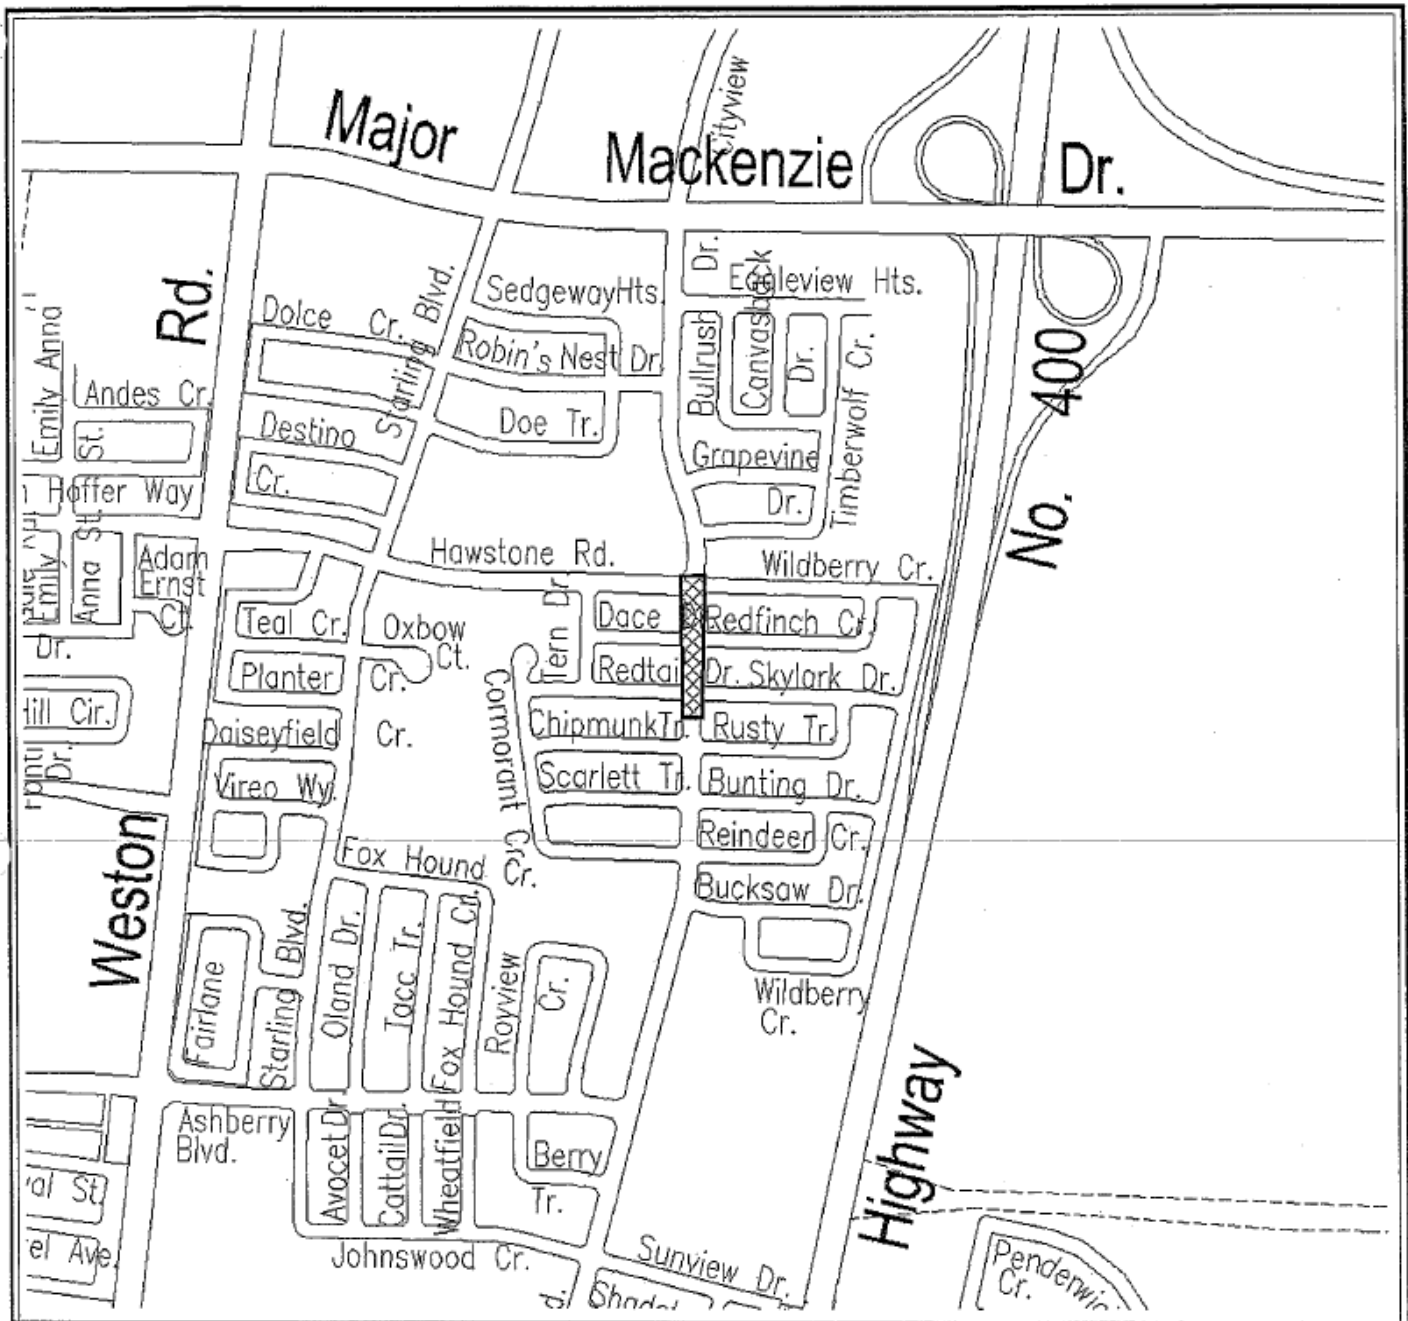 Cityview
Major
Mackenzie
Dr.
Rd.
Starling Blvd.
SedgewayHts.
Dr.
Eagleview Hts.
Dolce Cr.
Robin's Nest Dr.
Bullrush
Canvasback
Dr.
Timberwolf Cr.
No. 400
Emily Anna
St.
Andes Cr.
Destino
Cr.
Doe Tr.
Grapevine
Dr.
Hoffer Way
Hawstone Rd.
Wildberry Cr.
Emily
Anna St.
Adam
Ernst
Ct.
Dr.
Teal Cr.
Oxbow
Ct.
Tern Dr
Dace
Redfinch Cr.
Planter
Cr.
Cormorant
Cr.
Redtai
Dr.
Skylark Dr.
Hill Cir.
Dr.
Daiseyfield
Cr.
ChipmunkTr.
Rusty Tr.
Vireo Wy.
Scarlett Tr.
Bunting Dr.
Weston
Fox Hound
Cr.
Reindeer Cr.
Bucksaw Dr.
Fairlane
Starling Blvd.
Oland Dr.
Tacc Tr.
Fox Hound Cr.
Royview
Cr.
Wildberry
Cr.
Highway
Ashberry
Blvd.
Avocet Dr.
Cattail Dr.
Wheatfield
Berry
Tr.
val St.
el Ave.
Johnswood Cr.
Sunview Dr.
d.
Penderwic
Cr.